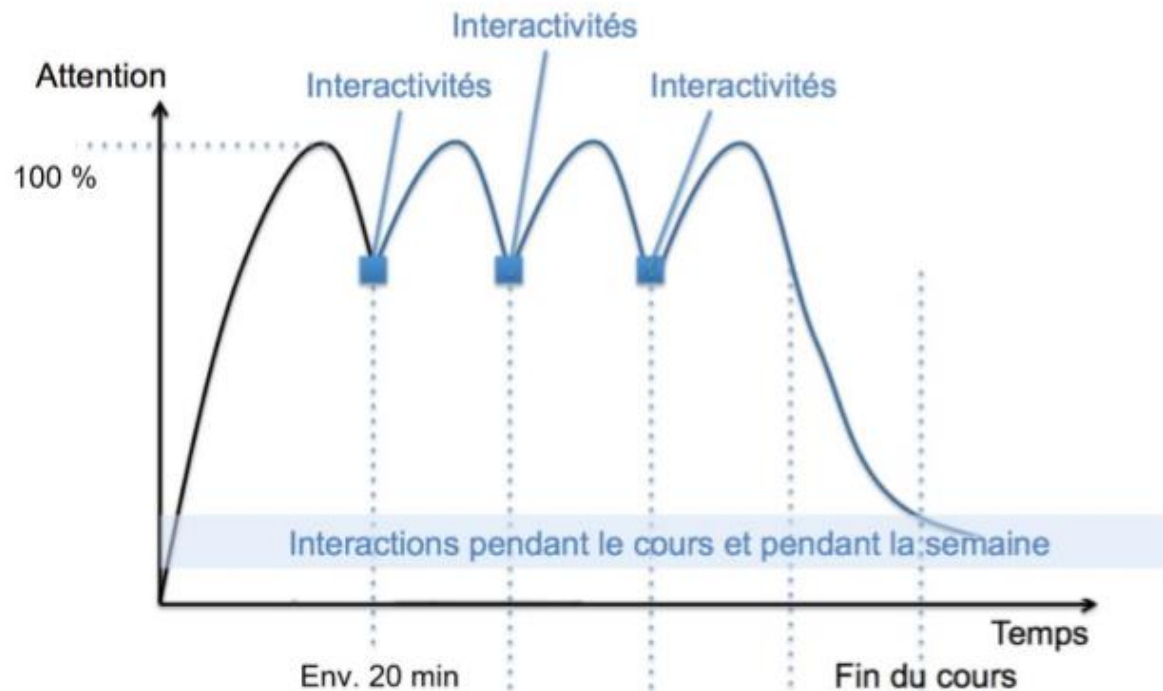 Interactivités
Attention
Interactivités
Interactivités
100 %
Interactions pendant le cours et pendant la semaine
Temps
Env. 20 min
Fin du cours